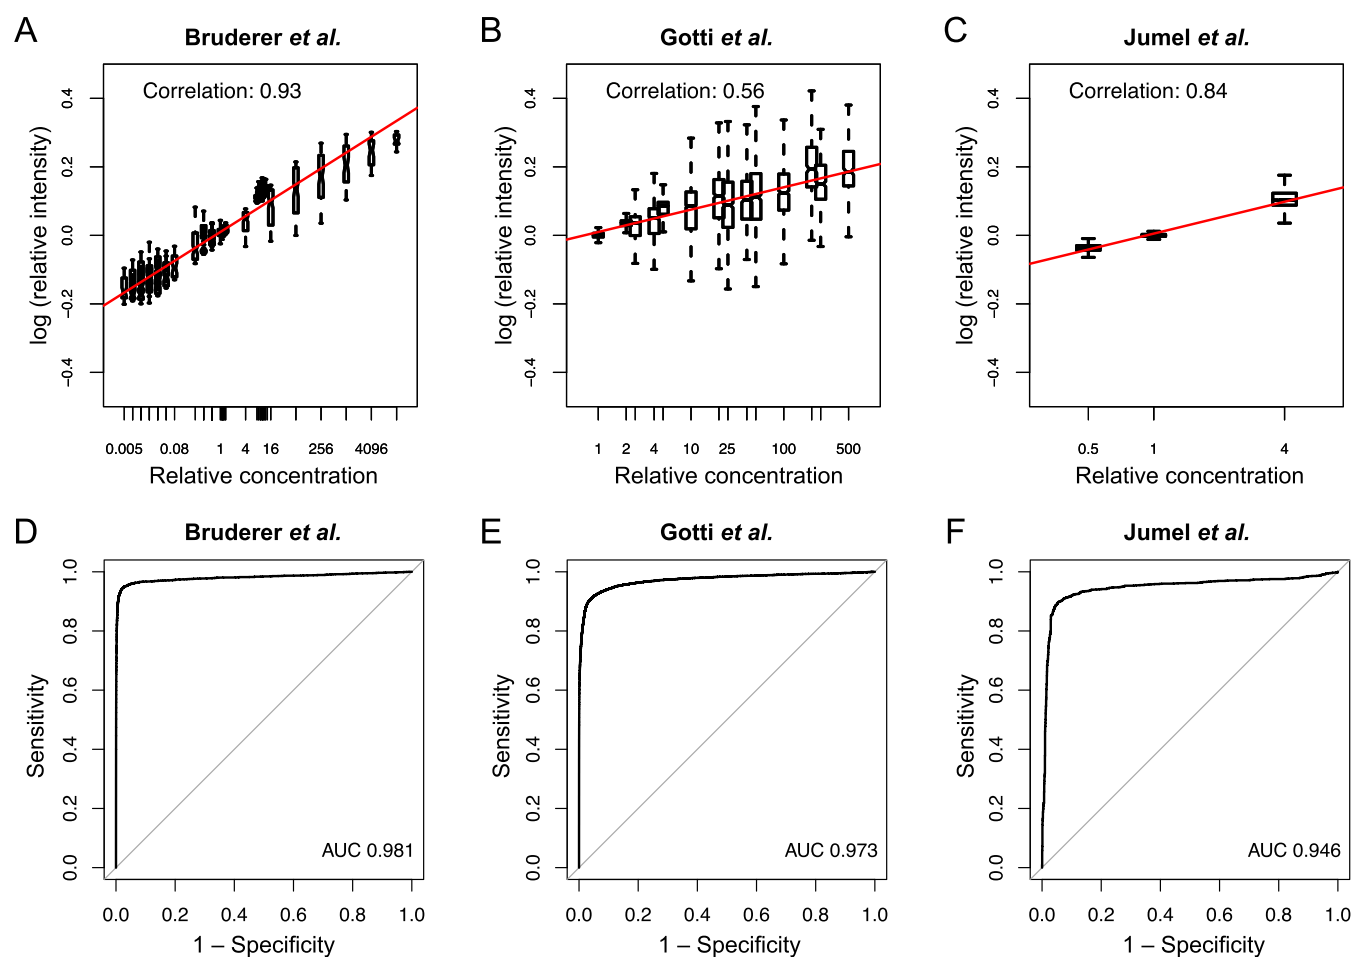 A
Bruderer et al.
Correlation: 0.93
log (relative intensity)
0.4
0.2
0.0
−0.2
−0.4
0.005 0.08 1 4 16 256 4096
Relative concentration
B
Gotti et al.
Correlation: 0.56
log (relative intensity)
0.4
0.2
0.0
−0.2
−0.4
1 2 4 10 25 100 500
Relative concentration
C
Jumel et al.
Correlation: 0.84
log (relative intensity)
0.4
0.2
0.0
−0.2
−0.4
0.5 1 4
Relative concentration
D
Bruderer et al.
Sensitivity
1.0
0.8
0.6
0.4
0.2
0.0
AUC 0.981
0.0 0.2 0.4 0.6 0.8 1.0
1 – Specificity
E
Gotti et al.
Sensitivity
1.0
0.8
0.6
0.4
0.2
0.0
AUC 0.973
0.0 0.2 0.4 0.6 0.8 1.0
1 – Specificity
F
Jumel et al.
Sensitivity
1.0
0.8
0.6
0.4
0.2
0.0
AUC 0.946
0.0 0.2 0.4 0.6 0.8 1.0
1 – Specificity